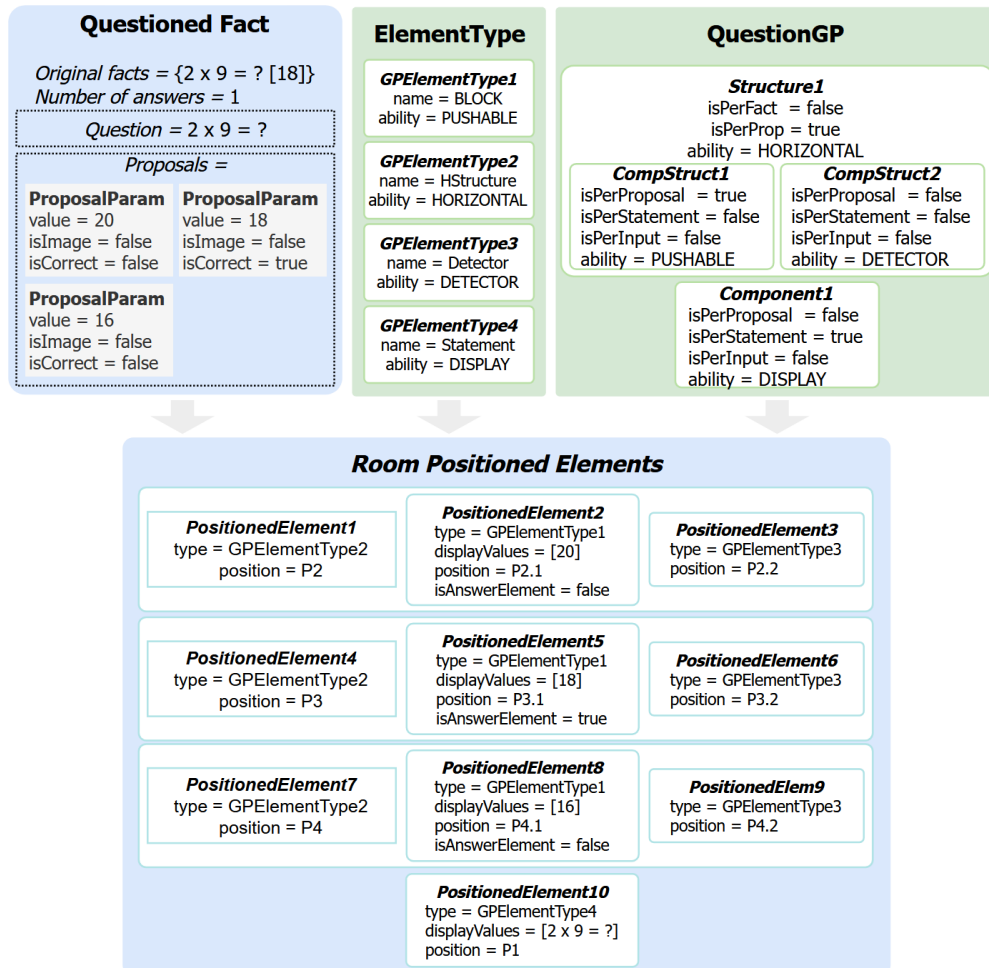 Questioned Fact
Original facts = {2 x 9 = ? [18]}
Number of answers = 1
Question = 2 x 9 = ?
Proposals =
ProposalParam
value = 20
isImage = false
isCorrect = false
ProposalParam
value = 18
isImage = false
isCorrect = true
ProposalParam
value = 16
isImage = false
isCorrect = false
ElementType
GPElementType1
name = BLOCK
ability = PUSHABLE
GPElementType2
name = HStructure
ability = HORIZONTAL
GPElementType3
name = Detector
ability = DETECTOR
GPElementType4
name = Statement
ability = DISPLAY
QuestionGP
Structure1
isPerFact = false
isPerProp = true
ability = HORIZONTAL
CompStruct1
isPerProposal = true
isPerStatement = false
isPerInput = false
ability = PUSHABLE
CompStruct2
isPerProposal = false
isPerStatement = false
isPerInput = false
ability = DETECTOR
Component1
isPerProposal = false
isPerStatement = true
isPerInput = false
ability = DISPLAY
Room Positioned Elements
PositionedElement1
type = GPElementType2
position = P2
PositionedElement2
type = GPElementType1
displayValues = [20]
position = P2.1
isAnswerElement = false
PositionedElement3
type = GPElementType3
position = P2.2
PositionedElement4
type = GPElementType2
position = P3
PositionedElement5
type = GPElementType1
displayValues = [18]
position = P3.1
isAnswerElement = true
PositionedElement6
type = GPElementType3
position = P3.2
PositionedElement7
type = GPElementType2
position = P4
PositionedElement8
type = GPElementType1
displayValues = [16]
position = P4.1
isAnswerElement = false
PositionedElem9
type = GPElementType3
position = P4.2
PositionedElement10
type = GPElementType4
displayValues = [2 x 9 = ?]
position = P1